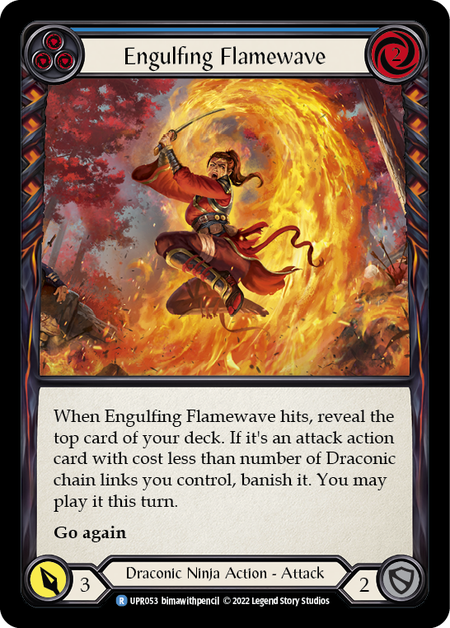 Engulfing Flamewave
2
When Engulfing Flamewave hits, reveal the
top card of your deck. If it's an attack action
card with cost less than number of Draconic
chain links you control, banish it. You may
play it this turn.
Go again
3
Draconic Ninja Action - Attack
2
R UPR053 bimawithpencil © 2022 Legend Story Studios